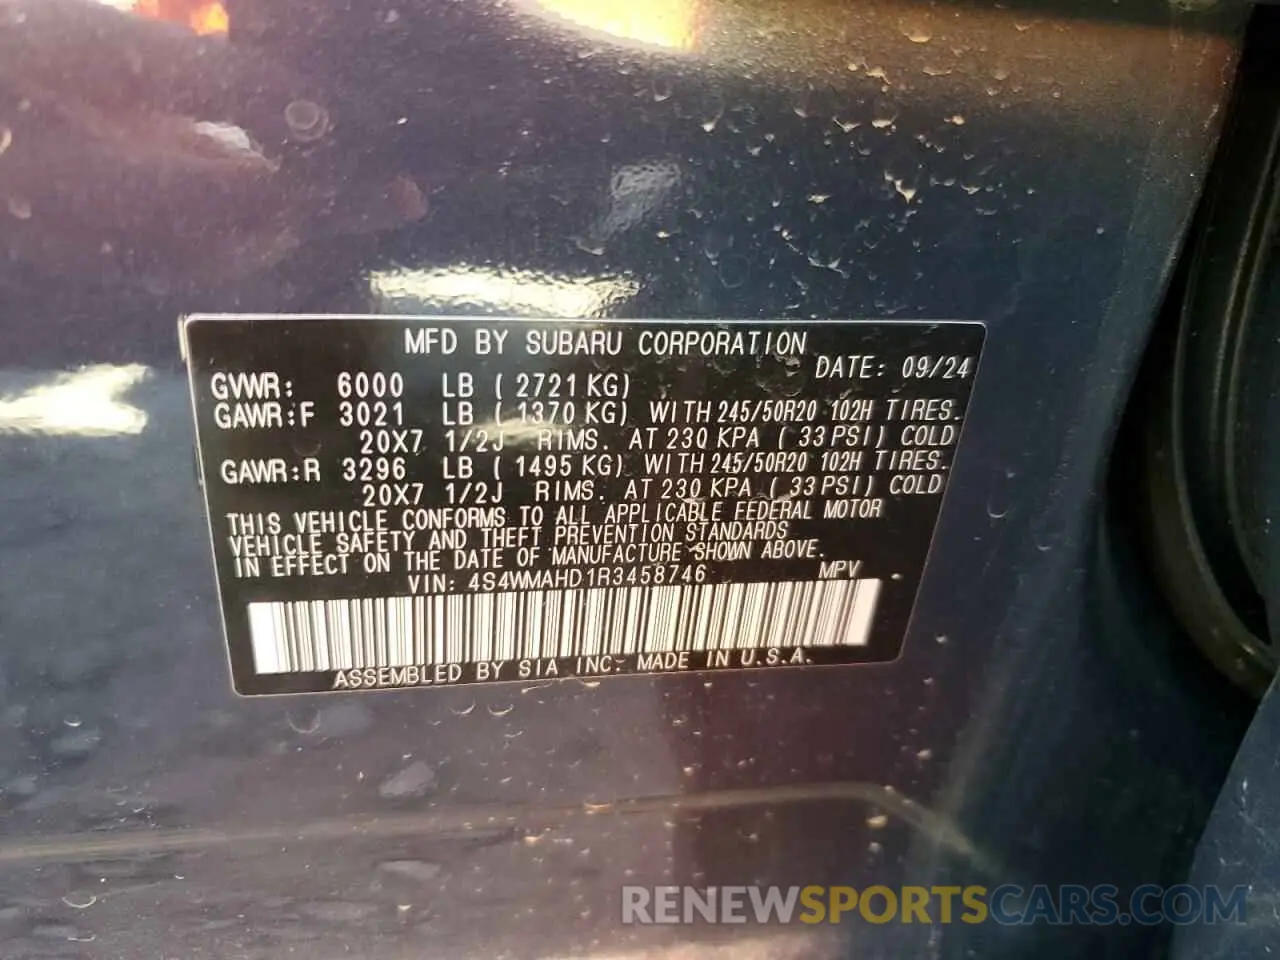 MFD BY SUBARU CORPORATION
DATE: 09/24
GVWR: 6000 LB ( 2721 KG)
GAWR:F 3021 LB ( 1370 KG) WITH 245/50R20 102H TIRES.
20X7 1/2J RIMS. AT 230 KPA ( 33 PSI) COLD
GAWR:R 3296 LB ( 1495 KG) WITH 245/50R20 102H TIRES.
20X7 1/2J RIMS. AT 230 KPA ( 33 PSI) COLD
THIS VEHICLE CONFORMS TO ALL APPLICABLE FEDERAL MOTOR
VEHICLE SAFETY AND THEFT PREVENTION STANDARDS
IN EFFECT ON THE DATE OF MANUFACTURE SHOWN ABOVE.
VIN: 4S4WMAHD1R3458746 MPV
ASSEMBLED BY SIA INC. MADE IN U.S.A.
RENEWSPORTSCARS.COM